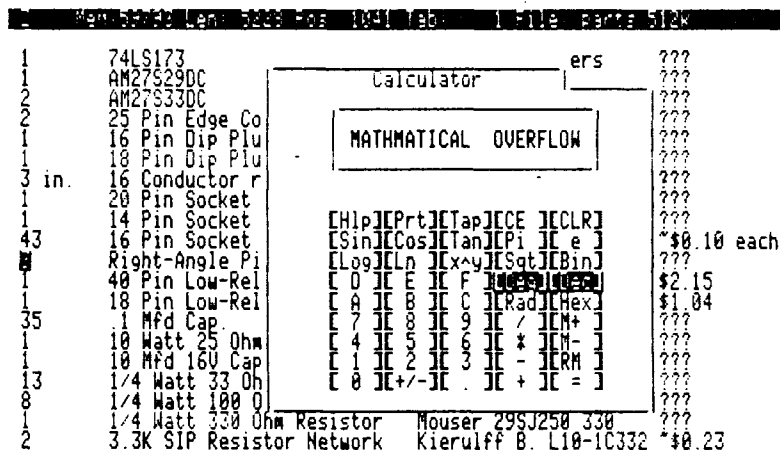 Len 5223 Pos 1041 Tab 1 File parts 512k
1 74LS173 ers ???
1 AM27S29DC ???
2 AM27S33DC ???
2 25 Pin Edge Co ???
1 16 Pin Dip Plu ???
1 18 Pin Dip Plu ???
3 in. 16 Conductor r ???
1 20 Pin Socket ???
1 14 Pin Socket ???
43 16 Pin Socket ~$0.10 each
Right-Angle Pi ???
1 40 Pin Low-Rel $2.15
1 18 Pin Low-Rel $1.04
35 .1 Mfd Cap. ???
1 10 Watt 25 Ohm ???
1 10 Mfd 16V Cap ???
13 1/4 Watt 33 Oh ???
8 1/4 Watt 100 O ???
1 1/4 Watt 330 Ohm Resistor Mouser 29SJ250 330 ???
2 3.3K SIP Resistor Network Kierulff B. L10-1C332 ~$0.23
Calculator
MATHMATICAL OVERFLOW
[Hlp][Prt][Tap][CE ][CLR]
[Sin][Cos][Tan][Pi ][ e ]
[Log][Ln ][x^y][Sqt][Bin]
[ D ][ E ][ F ][Deg][Dec]
[ A ][ B ][ C ][Rad][Hex]
[ 7 ][ 8 ][ 9 ][ / ][M+ ]
[ 4 ][ 5 ][ 6 ][ * ][M- ]
[ 1 ][ 2 ][ 3 ][ - ][RM ]
[ 0 ][+/-][ . ][ + ][ = ]